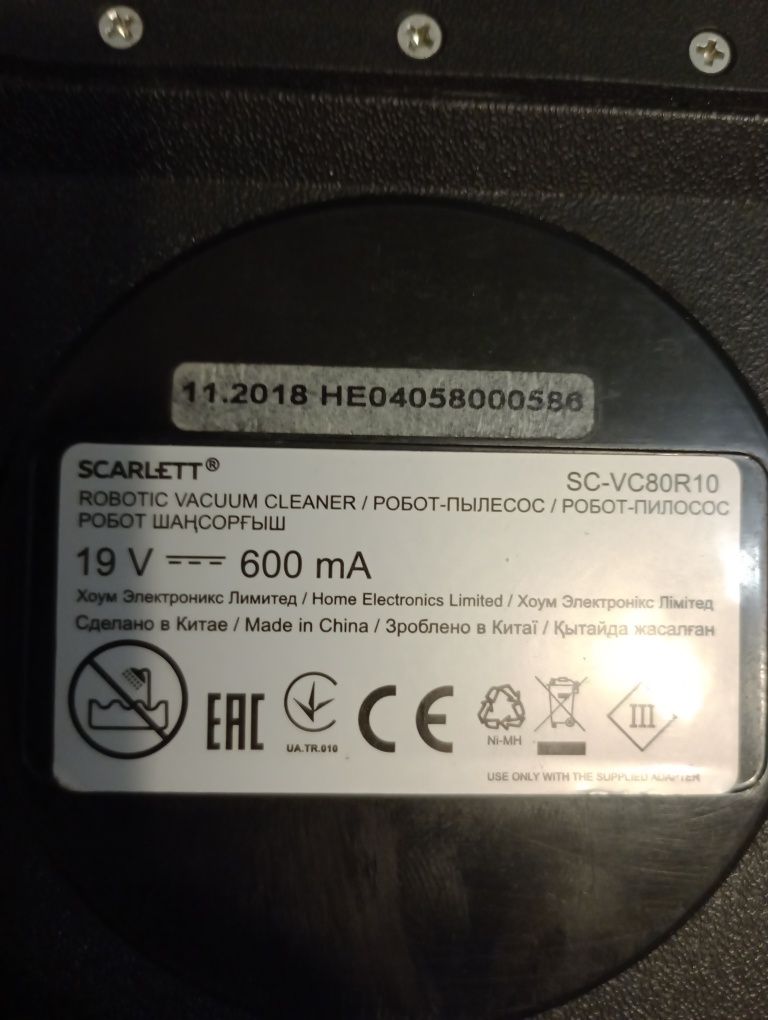 11.2018 HE04058000586
SCARLETT®
SC-VC80R10
ROBOTIC VACUUM CLEANER / РОБОТ-ПЫЛЕСОС / РОБОТ-ПИЛОСОС
РОБОТ ШАҢСОРҒЫШ
19 V 600 mA
Хоум Электроникс Лимитед / Home Electronics Limited / Хоум Электронікс Лімітед
Сделано в Китае / Made in China / Зроблено в Китаї / Қытайда жасалған
EAC
UA.TR.010
CE
Ni-MH
III
USE ONLY WITH THE SUPPLIED ADAPTER